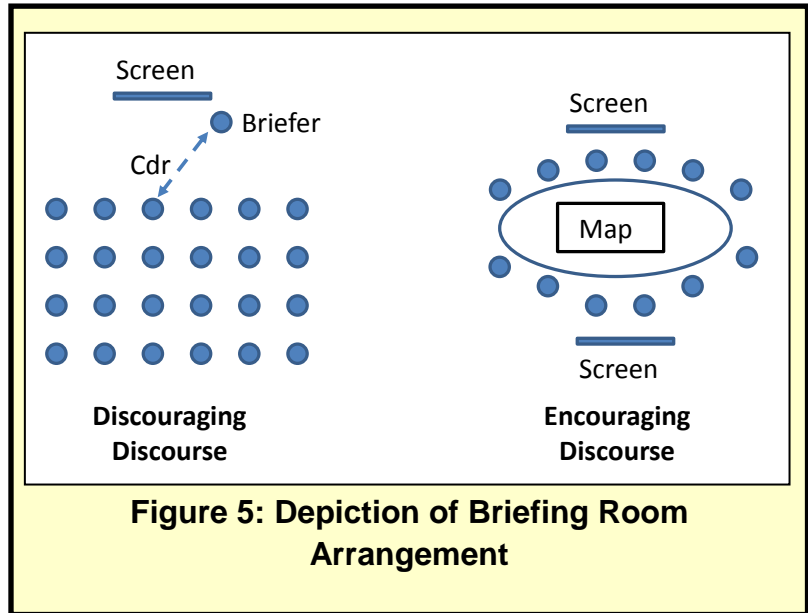 Screen
Briefer
Cdr
Discouraging
Discourse
Screen
Map
Screen
Encouraging
Discourse
Figure 5: Depiction of Briefing Room
Arrangement